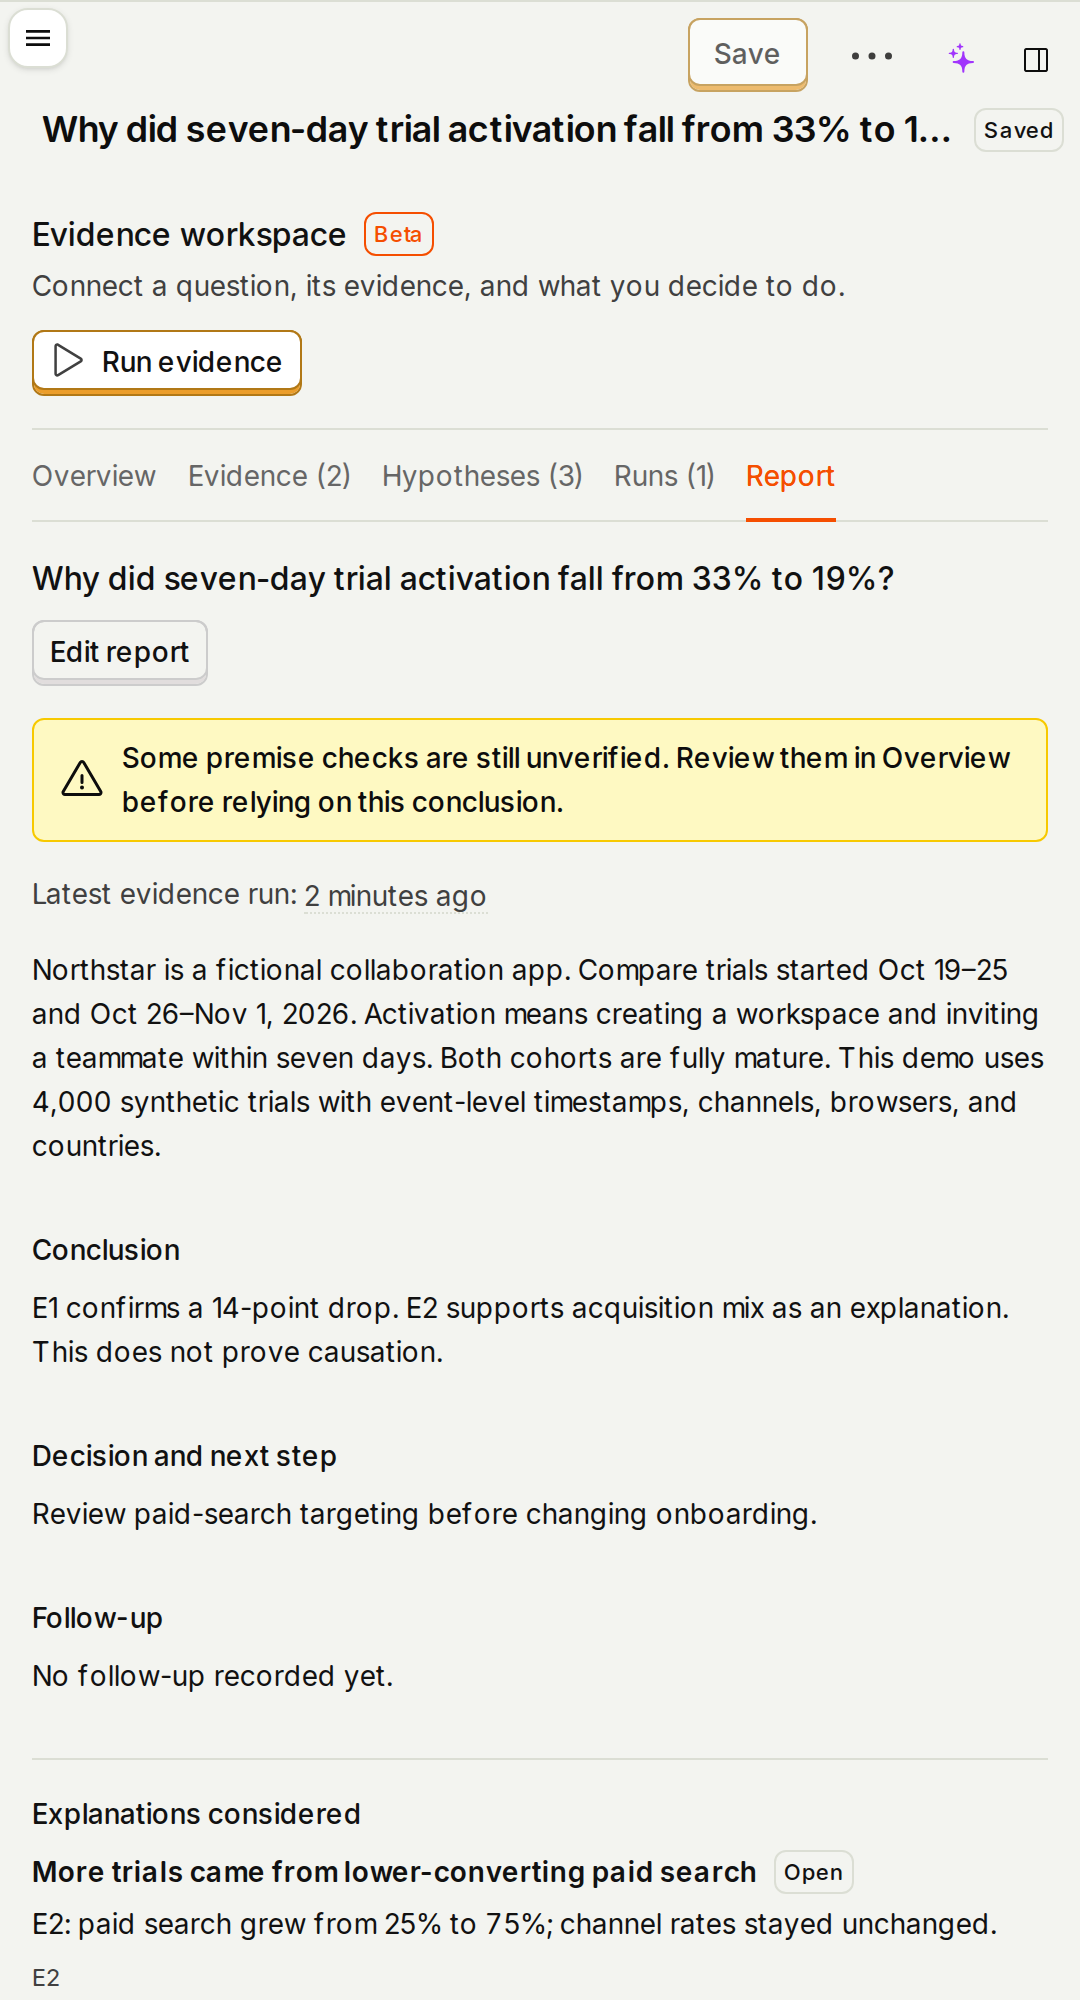 Save
Why did seven-day trial activation fall from 33% to 1...
Saved
Evidence workspace
Beta
Connect a question, its evidence, and what you decide to do.
Run evidence
Overview
Evidence (2)
Hypotheses (3)
Runs (1)
Report
Why did seven-day trial activation fall from 33% to 19%?
Edit report
Some premise checks are still unverified. Review them in Overview
before relying on this conclusion.
Latest evidence run: 2 minutes ago
Northstar is a fictional collaboration app. Compare trials started Oct 19–25
and Oct 26–Nov 1, 2026. Activation means creating a workspace and inviting
a teammate within seven days. Both cohorts are fully mature. This demo uses
4,000 synthetic trials with event-level timestamps, channels, browsers, and
countries.
Conclusion
E1 confirms a 14-point drop. E2 supports acquisition mix as an explanation.
This does not prove causation.
Decision and next step
Review paid-search targeting before changing onboarding.
Follow-up
No follow-up recorded yet.
Explanations considered
More trials came from lower-converting paid search
Open
E2: paid search grew from 25% to 75%; channel rates stayed unchanged.
E2